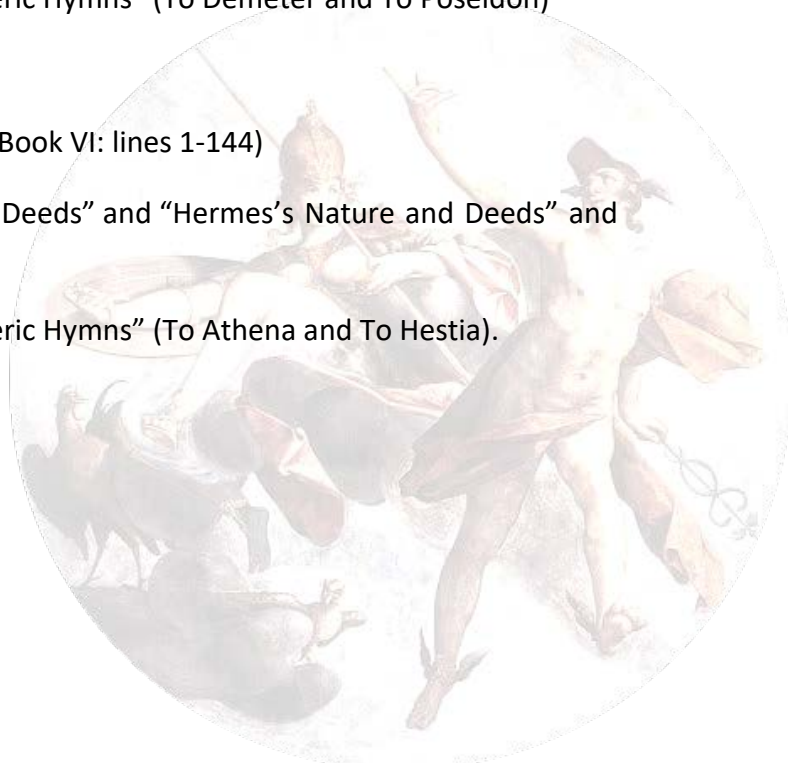 eric Hymns” (To Demeter and To Poseidon)
Book VI: lines 1-144)
Deeds” and “Hermes’s Nature and Deeds” and
eric Hymns” (To Athena and To Hestia).